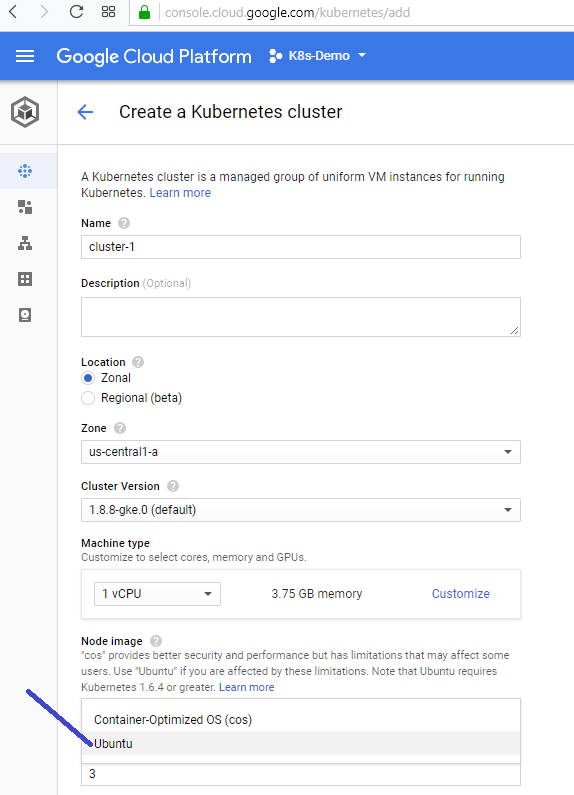 console.cloud.google.com/kubernetes/add
Google Cloud Platform K8s-Demo
Create a Kubernetes cluster
A Kubernetes cluster is a managed group of uniform VM instances for running
Kubernetes. Learn more
Name ?
cluster-1
Description (Optional)
Location ?
Zonal
Regional (beta)
Zone ?
us-central1-a
Cluster Version ?
1.8.8-gke.0 (default)
Machine type
Customize to select cores, memory and GPUs.
1 vCPU 3.75 GB memory Customize
Node image ?
"cos" provides better security and performance but has limitations that may affect some
users. Use "Ubuntu" if you are affected by these limitations. Note that Ubuntu requires
Kubernetes 1.6.4 or greater. Learn more
Container-Optimized OS (cos)
Ubuntu
3